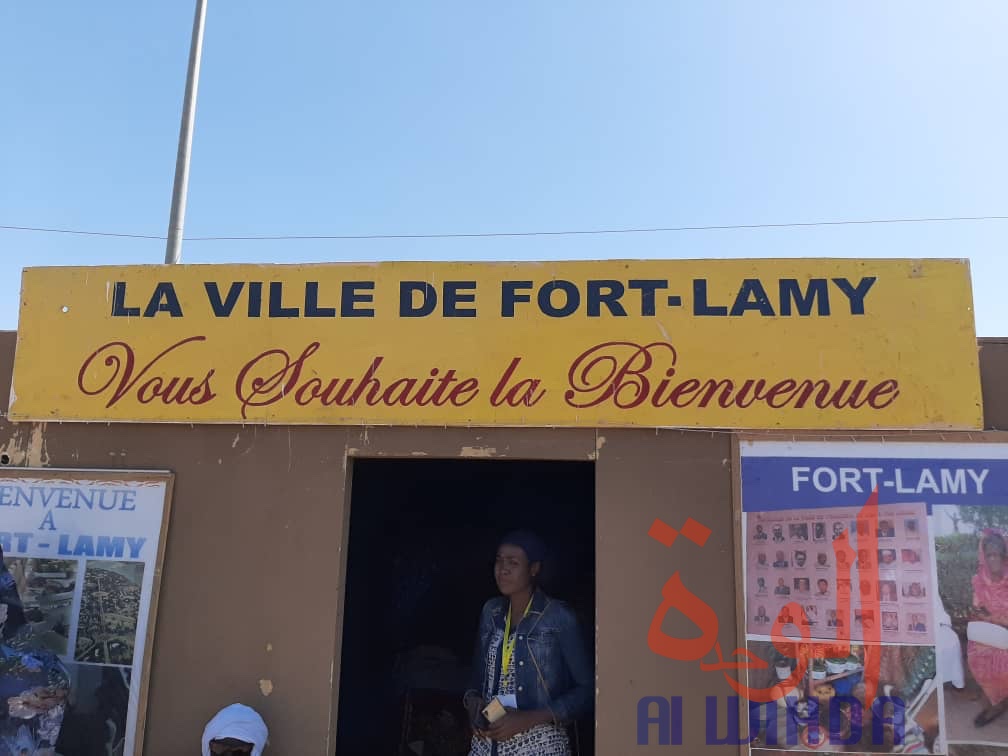 LA VILLE DE FORT-LAMY
Vous Souhaite la Bienvenue
ENVENUE
A
RT - LAMY
FORT-LAMY
الوحدة
Al WIHDA